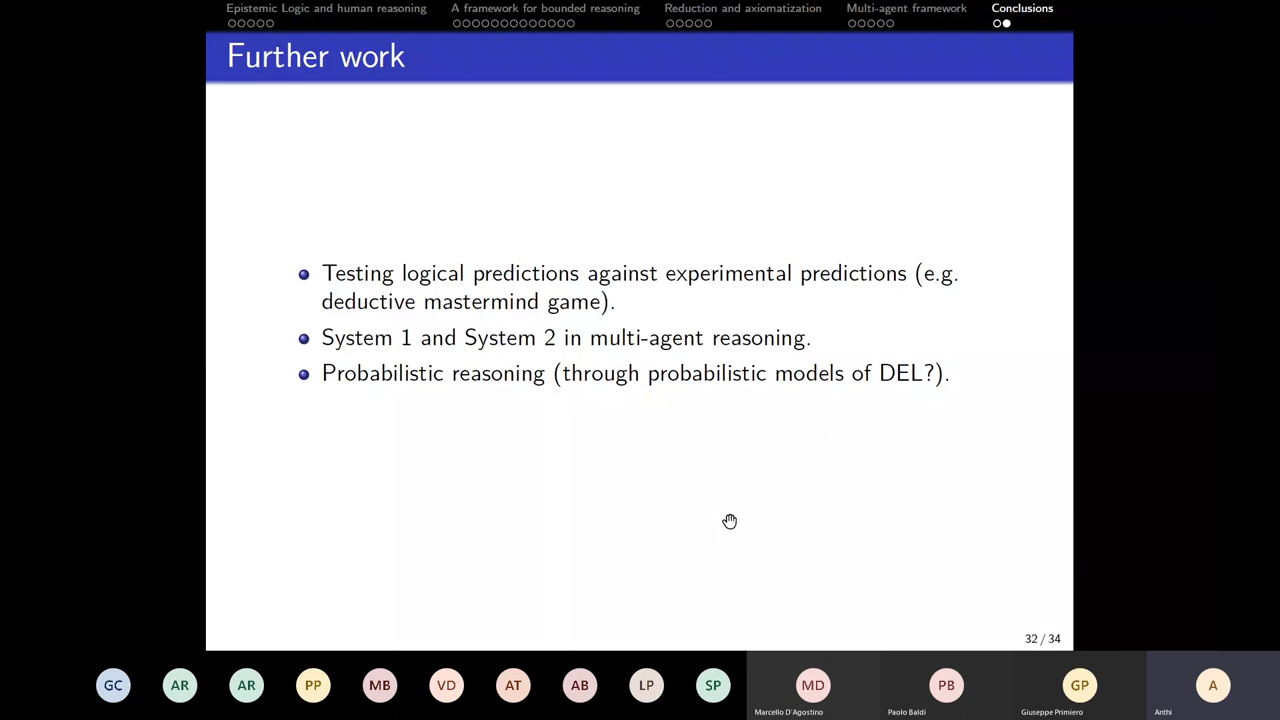 Epistemic Logic and human reasoning A framework for bounded reasoning Reduction and axiomatization Multi-agent framework Conclusions
Further work
Testing logical predictions against experimental predictions (e.g.
deductive mastermind game).
System 1 and System 2 in multi-agent reasoning.
Probabilistic reasoning (through probabilistic models of DEL?).
32 / 34
GC AR AR PP MB VD AT AB LP SP MD PB GP A
Marcello D'Agostino Paolo Baldi Giuseppe Primiero Anthi